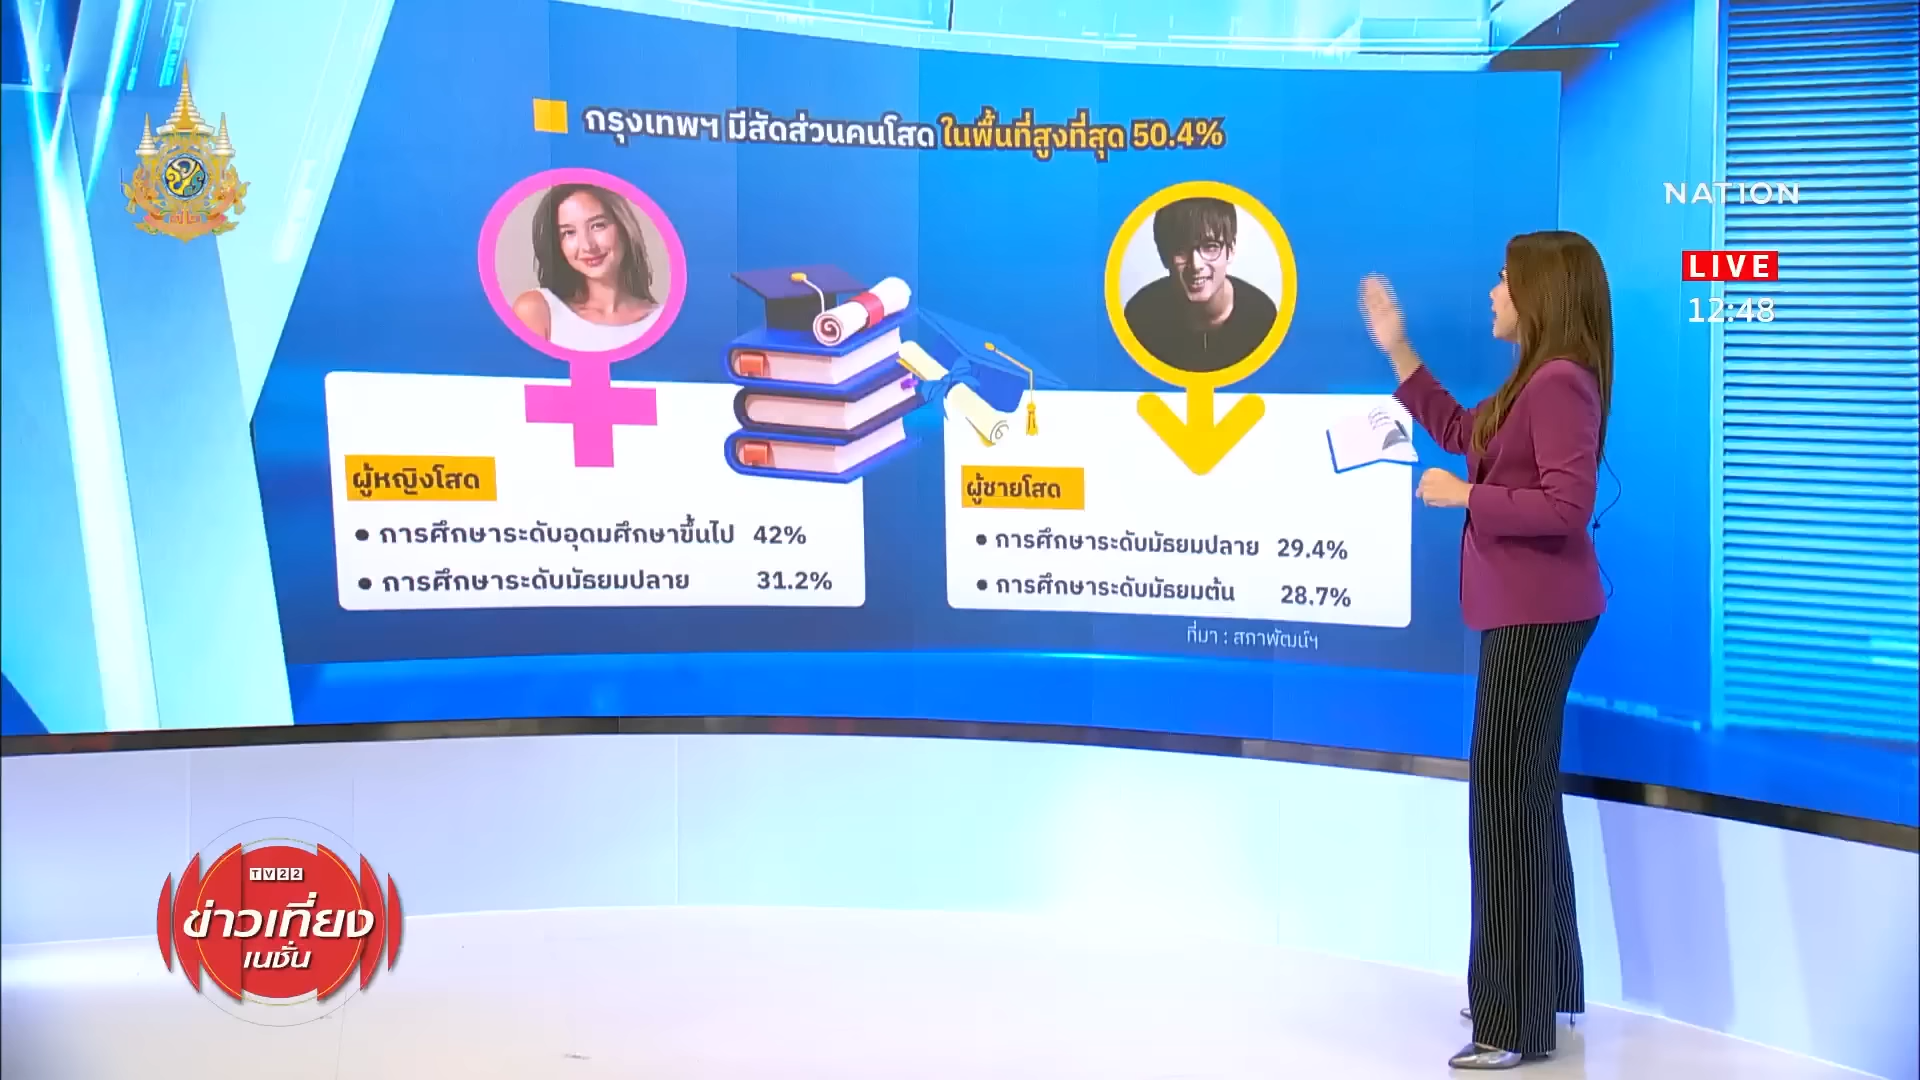 กรุงเทพฯ มีสัดส่วนคนโสด ในพื้นที่สูงที่สุด 50.4%
NATION
LIVE
12:48
ผู้หญิงโสด
● การศึกษาระดับอุดมศึกษาขึ้นไป 42%
● การศึกษาระดับมัธยมปลาย 31.2%
ผู้ชายโสด
● การศึกษาระดับมัธยมปลาย 29.4%
● การศึกษาระดับมัธยมต้น 28.7%
ที่มา : สภาพัฒน์ฯ
TV22
ข่าวเที่ยง
เนชั่น